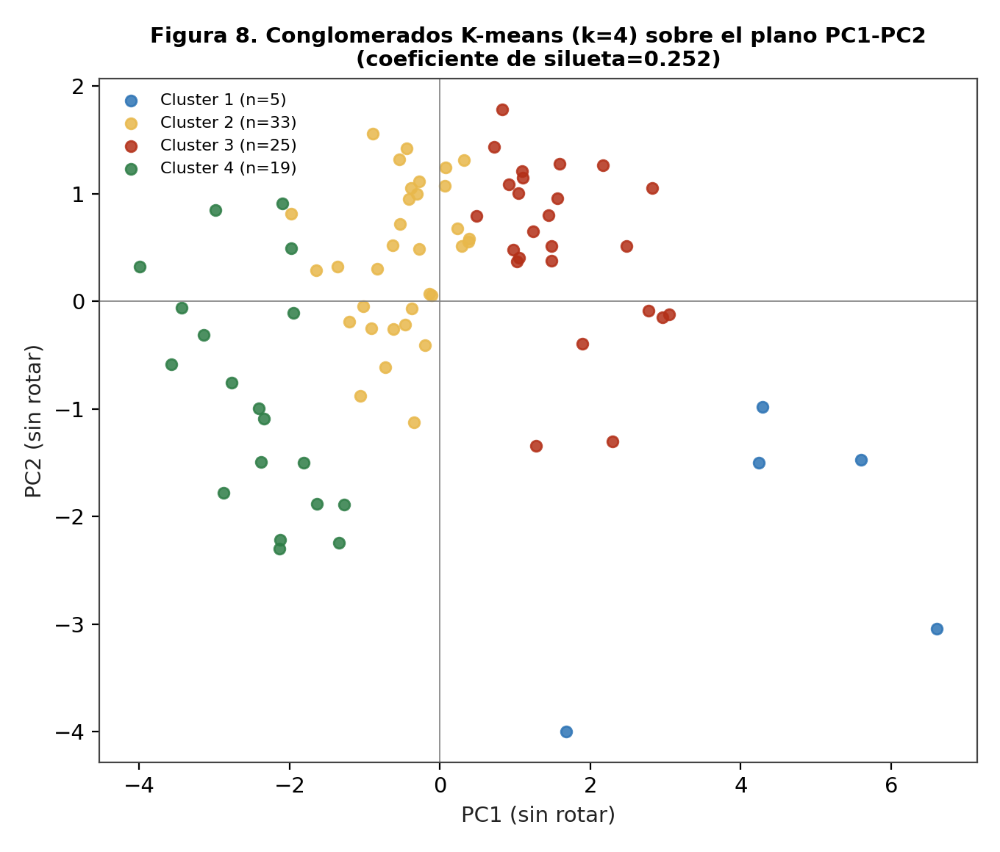 Figura 8. Conglomerados K-means (k=4) sobre el plano PC1-PC2
(coeficiente de silueta=0.252)
Cluster 1 (n=5)
Cluster 2 (n=33)
Cluster 3 (n=25)
Cluster 4 (n=19)
2
1
0
−1
−2
−3
−4
PC2 (sin rotar)
−4
−2
0
2
4
6
PC1 (sin rotar)